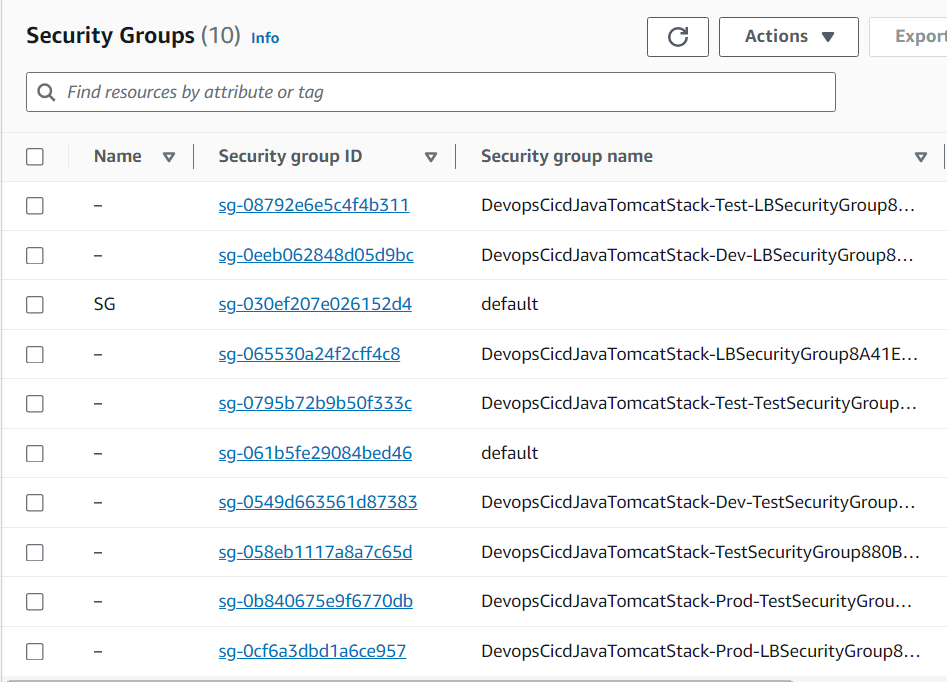 Security Groups (10) Info
Actions
Export
Find resources by attribute or tag
Name Security group ID Security group name
– sg-08792e6e5c4f4b311 DevopsCicdJavaTomcatStack-Test-LBSecurityGroup8...
– sg-0eeb062848d05d9bc DevopsCicdJavaTomcatStack-Dev-LBSecurityGroup8...
SG sg-030ef207e026152d4 default
– sg-065530a24f2cff4c8 DevopsCicdJavaTomcatStack-LBSecurityGroup8A41E...
– sg-0795b72b9b50f333c DevopsCicdJavaTomcatStack-Test-TestSecurityGroup...
– sg-061b5fe29084bed46 default
– sg-0549d663561d87383 DevopsCicdJavaTomcatStack-Dev-TestSecurityGroup...
– sg-058eb1117a8a7c65d DevopsCicdJavaTomcatStack-TestSecurityGroup880B...
– sg-0b840675e9f6770db DevopsCicdJavaTomcatStack-Prod-TestSecurityGrou...
– sg-0cf6a3dbd1a6ce957 DevopsCicdJavaTomcatStack-Prod-LBSecurityGroup8...